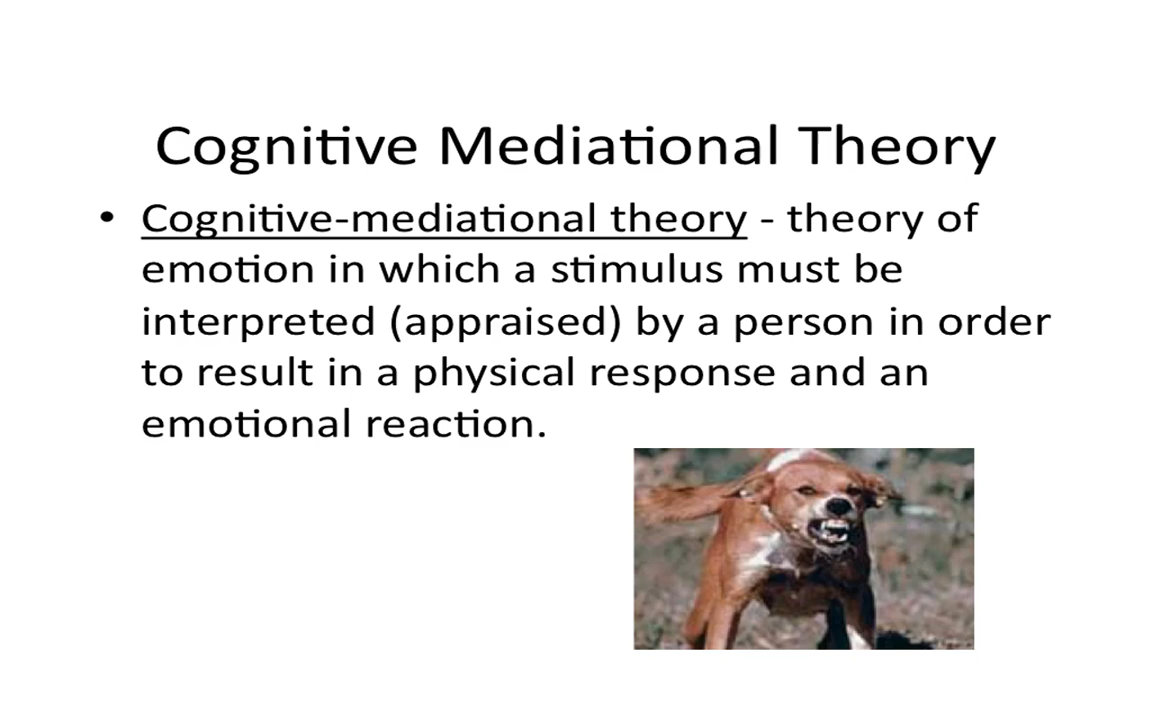 Cognitive Mediational Theory
• Cognitive-mediational theory - theory of
emotion in which a stimulus must be
interpreted (appraised) by a person in order
to result in a physical response and an
emotional reaction.